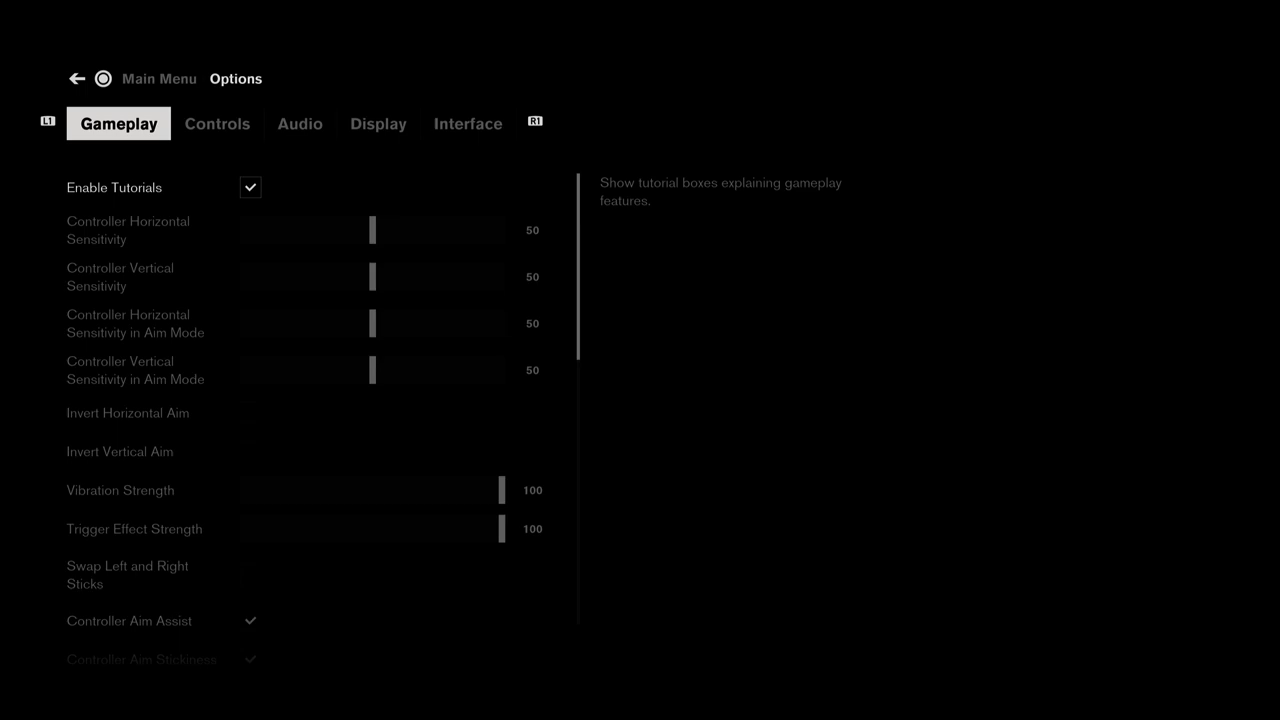 Main Menu Options
L1 Gameplay Controls Audio Display Interface R1
Enable Tutorials
Show tutorial boxes explaining gameplay
features.
Controller Horizontal
Sensitivity
50
Controller Vertical
Sensitivity
50
Controller Horizontal
Sensitivity in Aim Mode
50
Controller Vertical
Sensitivity in Aim Mode
50
Invert Horizontal Aim
Invert Vertical Aim
Vibration Strength 100
Trigger Effect Strength 100
Swap Left and Right
Sticks
Controller Aim Assist
Controller Aim Stickiness